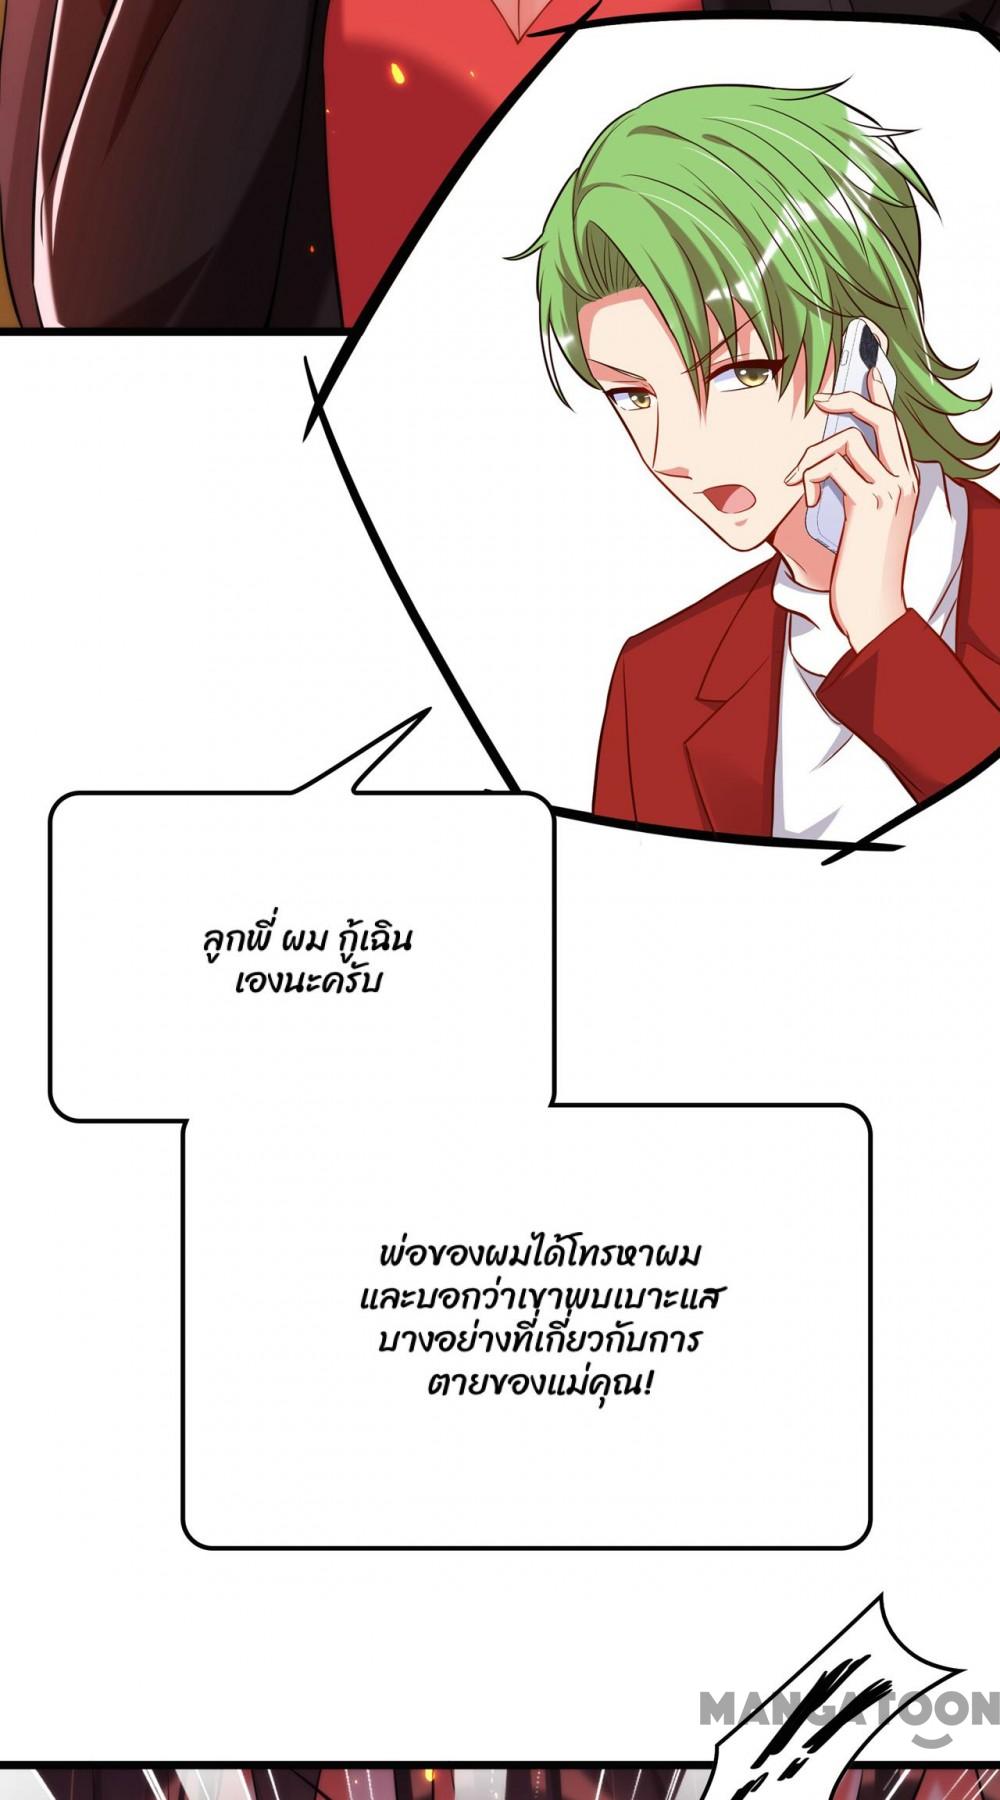 ลูกพี่ ผม กู้เฉิน
เองนะครับ
พ่อของผมได้โทรหาผม
และบอกว่าเขาพบเบาะแส
บางอย่างที่เกี่ยวกับการ
ตายของแม่คุณ!
MANGATOON